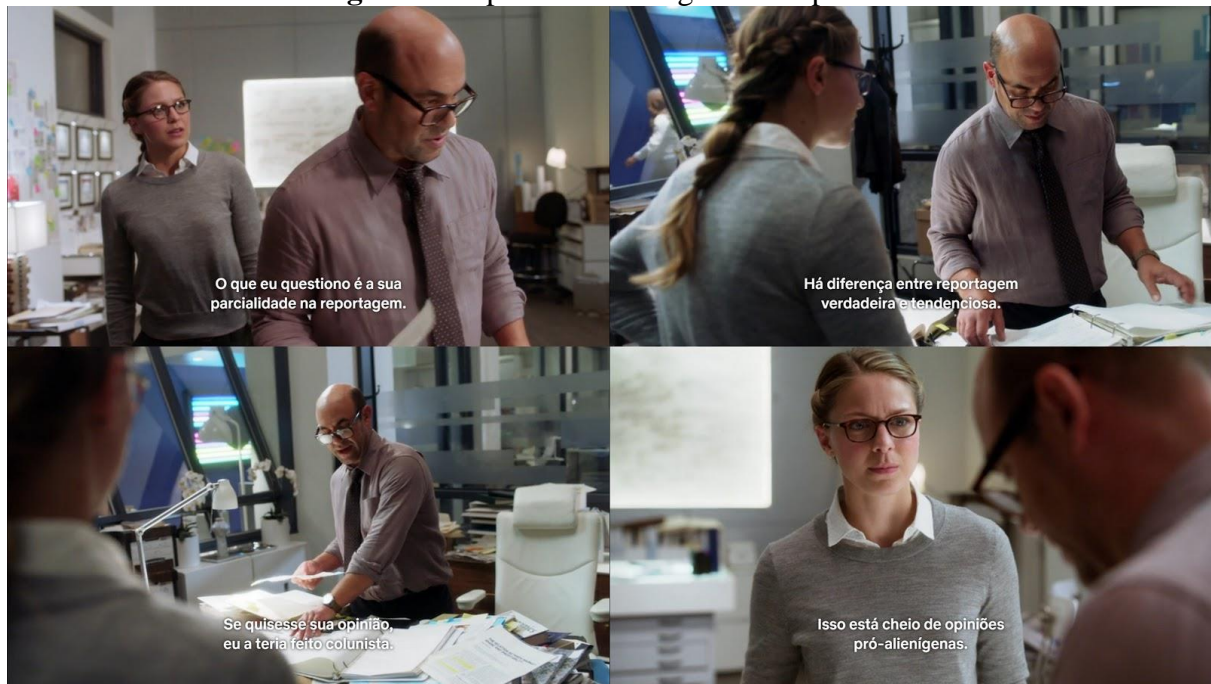 O que eu questiono é a sua
parcialidade na reportagem.
Há diferença entre reportagem
verdadeira e tendenciosa.
Se quisesse sua opinião,
eu a teria feito colunista.
Isso está cheio de opiniões
pró-alienígenas.